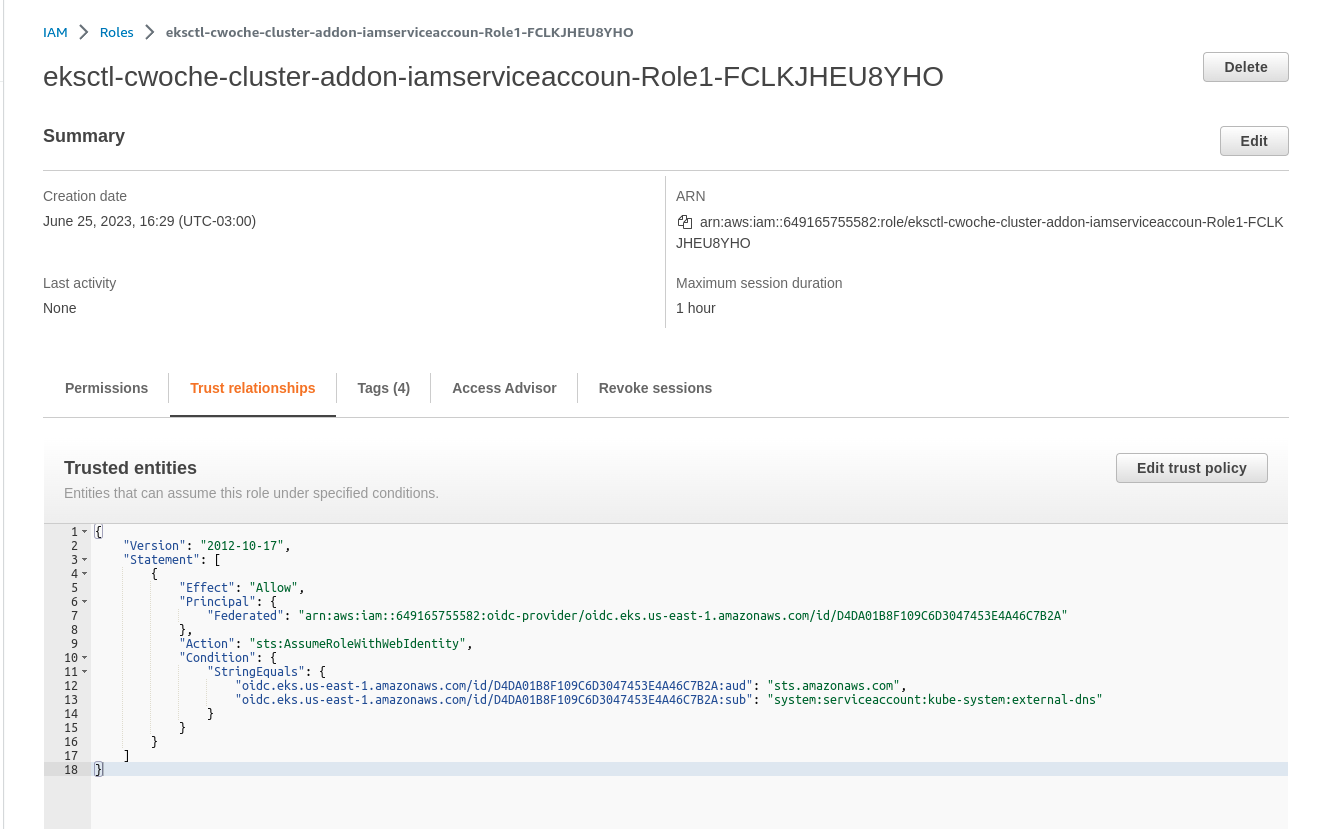 IAM > Roles > eksctl-cwoche-cluster-addon-iamserviceaccoun-Role1-FCLKJHEU8YHO
eksctl-cwoche-cluster-addon-iamserviceaccoun-Role1-FCLKJHEU8YHO
Delete
Summary
Edit
Creation date
June 25, 2023, 16:29 (UTC-03:00)
ARN
arn:aws:iam::649165755582:role/eksctl-cwoche-cluster-addon-iamserviceaccoun-Role1-FCLK
JHEU8YHO
Last activity
None
Maximum session duration
1 hour
Permissions
Trust relationships
Tags (4)
Access Advisor
Revoke sessions
Trusted entities
Edit trust policy
Entities that can assume this role under specified conditions.
1 {
2 "Version": "2012-10-17",
3 "Statement": [
4 {
5 "Effect": "Allow",
6 "Principal": {
7 "Federated": "arn:aws:iam::649165755582:oidc-provider/oidc.eks.us-east-1.amazonaws.com/id/D4DA01B8F109C6D3047453E4A46C7B2A"
8 },
9 "Action": "sts:AssumeRoleWithWebIdentity",
10 "Condition": {
11 "StringEquals": {
12 "oidc.eks.us-east-1.amazonaws.com/id/D4DA01B8F109C6D3047453E4A46C7B2A:aud": "sts.amazonaws.com",
13 "oidc.eks.us-east-1.amazonaws.com/id/D4DA01B8F109C6D3047453E4A46C7B2A:sub": "system:serviceaccount:kube-system:external-dns"
14 }
15 }
16 }
17 ]
18 }